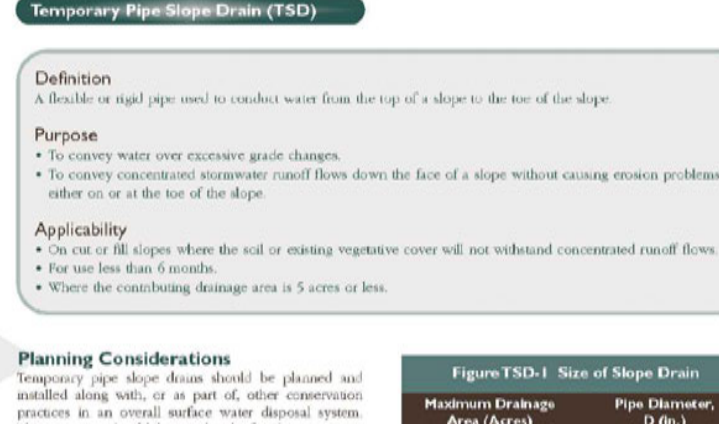 Temporary Pipe Slope Drain (TSD)
Definition
A flexible or rigid pipe used to conduct water from the top of a slope to the toe of the slope.
Purpose
• To convey water over excessive grade changes.
• To convey concentrated stormwater runoff flows down the face of a slope without causing erosion problems
either on or at the toe of the slope.
Applicability
• On cut or fill slopes where the soil or existing vegetative cover will not withstand concentrated runoff flows.
• For use less than 6 months.
• Where the contributing drainage area is 5 acres or less.
Planning Considerations
Temporary pipe slope drains should be planned and
installed along with, or as part of, other conservation
practices in an overall surface water disposal system.
Figure TSD-1 Size of Slope Drain
Maximum Drainage
Area (Acres)
Pipe Diameter,
D (in.)